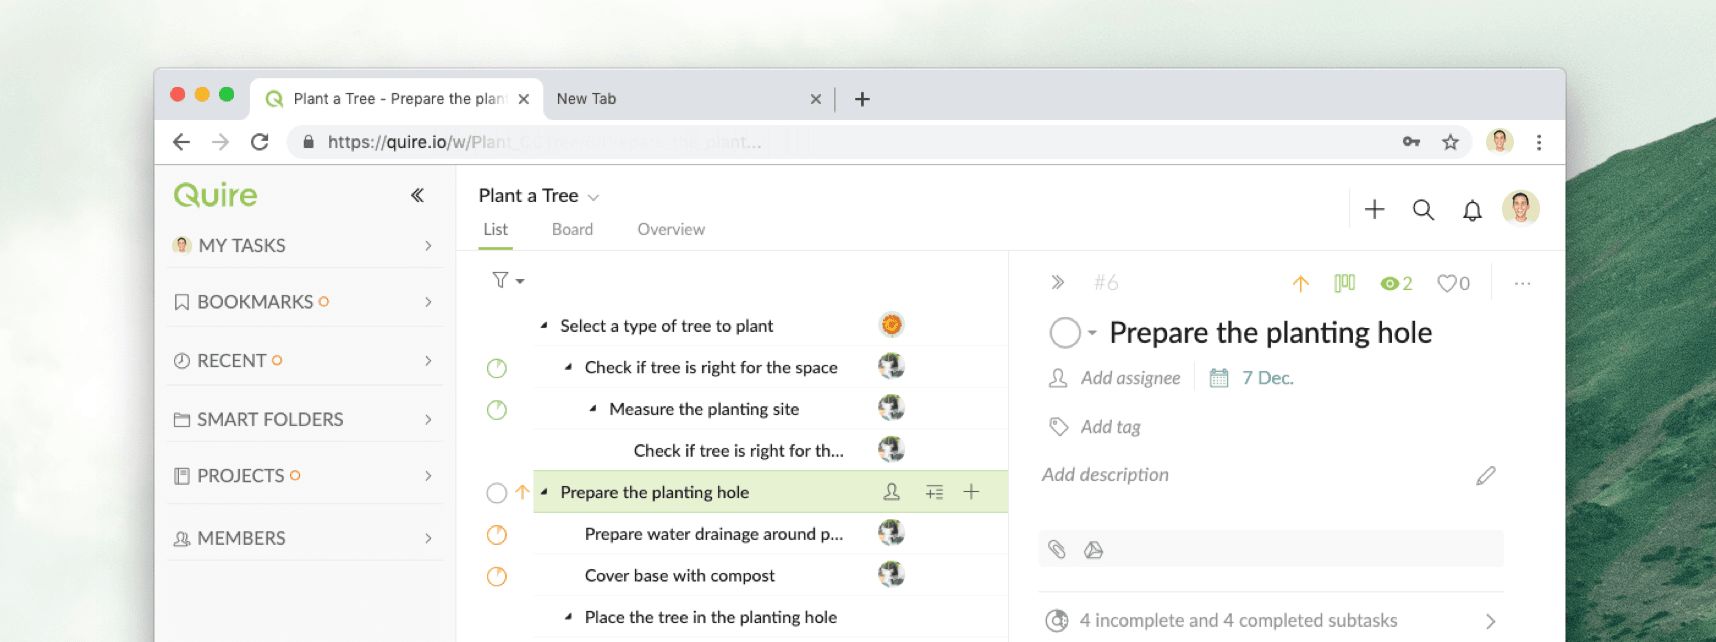 Plant a Tree - Prepare the plan
New Tab
https://quire.io/w/Plant_
Quire
MY TASKS
BOOKMARKS
RECENT
SMART FOLDERS
PROJECTS
MEMBERS
Plant a Tree
List Board Overview
Select a type of tree to plant
Check if tree is right for the space
Measure the planting site
Check if tree is right for th...
Prepare the planting hole
Prepare water drainage around p...
Cover base with compost
Place the tree in the planting hole
#6
2
0
Prepare the planting hole
Add assignee
7 Dec.
Add tag
Add description
4 incomplete and 4 completed subtasks